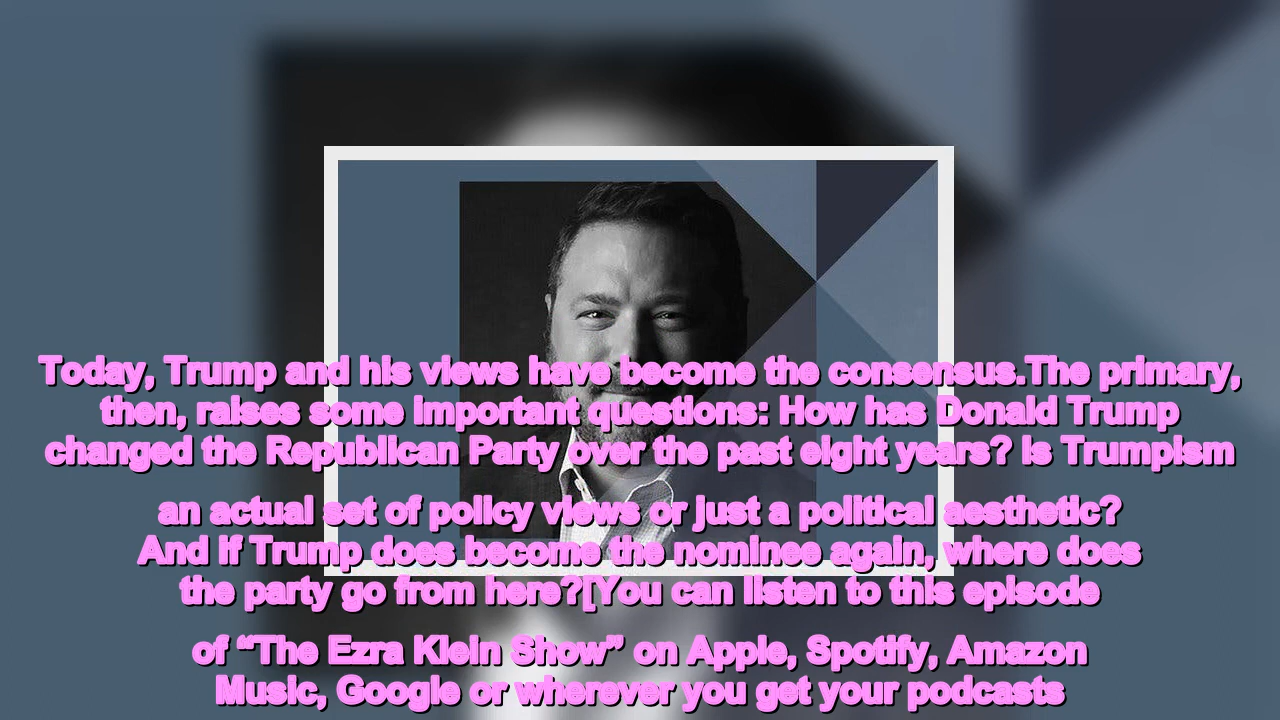 Today, Trump and his views have become the consensus.The primary,
then, raises some important questions: How has Donald Trump
changed the Republican Party over the past eight years? Is Trumpism
an actual set of policy views or just a political aesthetic?
And if Trump does become the nominee again, where does
the party go from here?[You can listen to this episode
of “The Ezra Klein Show” on Apple, Spotify, Amazon
Music, Google or wherever you get your podcasts